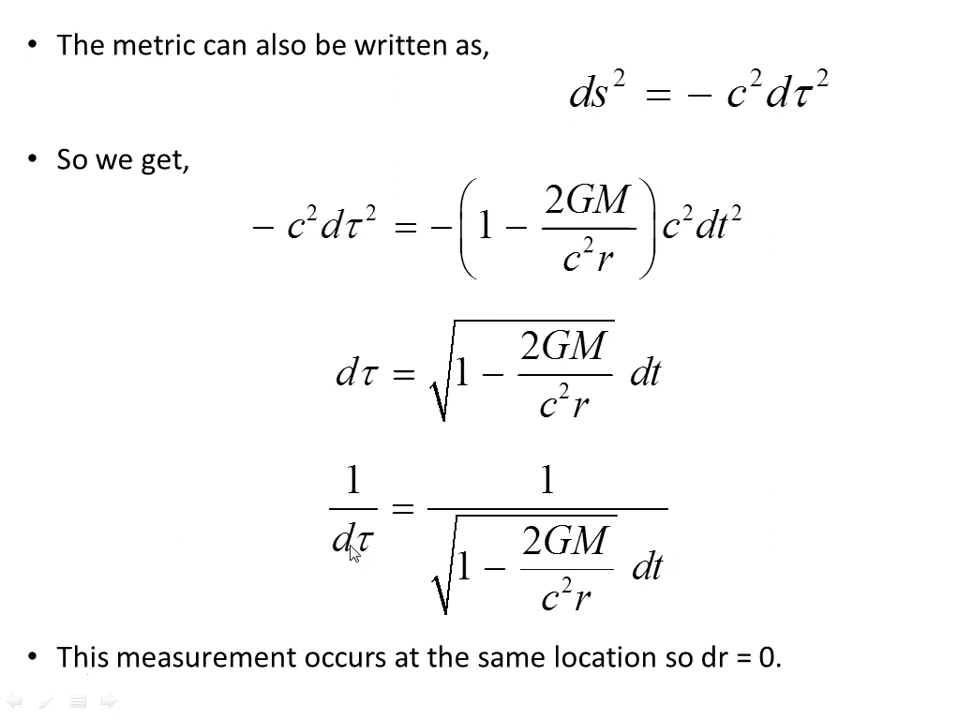 • The metric can also be written as,
ds² = − c²dτ²
• So we get,
− c²dτ² = −(1 − 2GM/c²r)c²dt²
dτ = √(1 − 2GM/c²r) dt
1/dτ = 1/(√(1 − 2GM/c²r) dt)
• This measurement occurs at the same location so dr = 0.